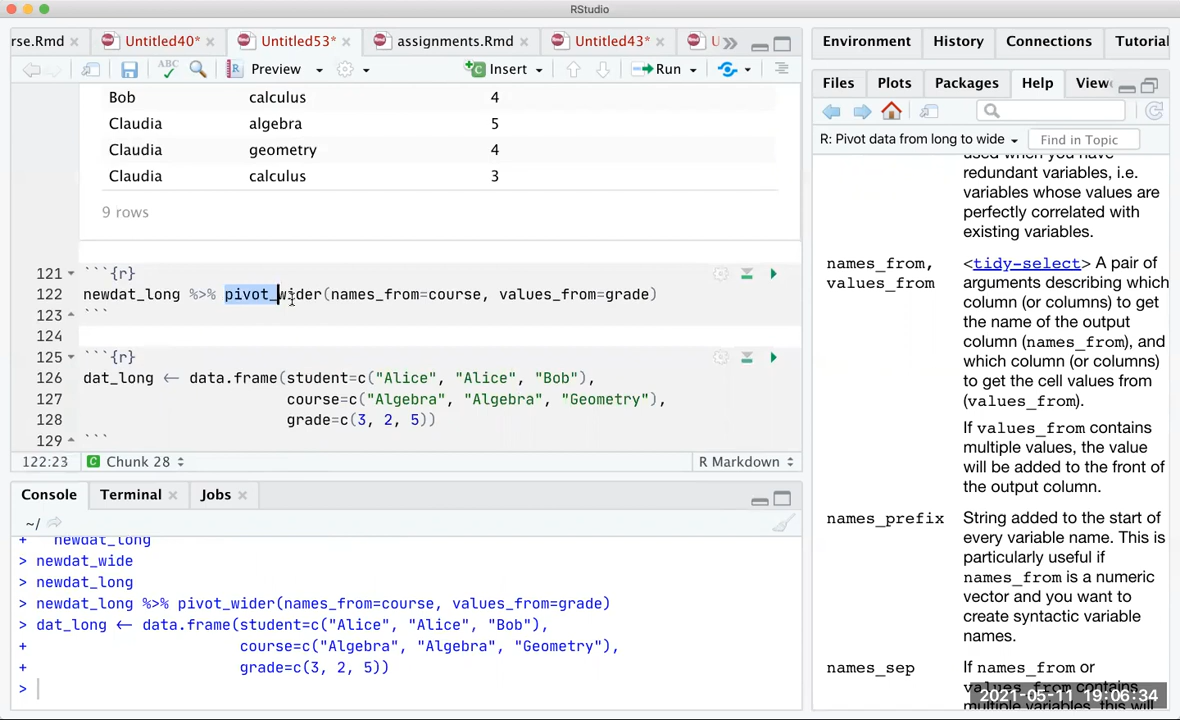 RStudio
rse.Rmd
Untitled40*
Untitled53*
assignments.Rmd
Untitled43*
U
Preview
Insert
Run
Bob calculus 4
Claudia algebra 5
Claudia geometry 4
Claudia calculus 3
9 rows
121 ```{r}
122 newdat_long %>% pivot_wider(names_from=course, values_from=grade)
123 ```
124
125 ```{r}
126 dat_long <- data.frame(student=c("Alice", "Alice", "Bob"),
127 course=c("Algebra", "Algebra", "Geometry"),
128 grade=c(3, 2, 5))
129 ```
122:23 Chunk 28 R Markdown
Console Terminal Jobs
~/
+ newdat_long
> newdat_wide
> newdat_long
> newdat_long %>% pivot_wider(names_from=course, values_from=grade)
> dat_long <- data.frame(student=c("Alice", "Alice", "Bob"),
+ course=c("Algebra", "Algebra", "Geometry"),
+ grade=c(3, 2, 5))
>
Environment History Connections Tutorial
Files Plots Packages Help View
R: Pivot data from long to wide Find in Topic
used when you have
redundant variables, i.e.
variables whose values are
perfectly correlated with
existing variables.
names_from, <tidy-select> A pair of
values_from arguments describing which
column (or columns) to get
the name of the output
column (names_from), and
which column (or columns)
to get the cell values from
(values_from).
If values_from contains
multiple values, the value
will be added to the front of
the output column.
names_prefix String added to the start of
every variable name. This is
particularly useful if
names_from is a numeric
vector and you want to
create syntactic variable
names.
names_sep If names_from or
values_from contains
multiple variables, this will
2021-05-11 19:06:34